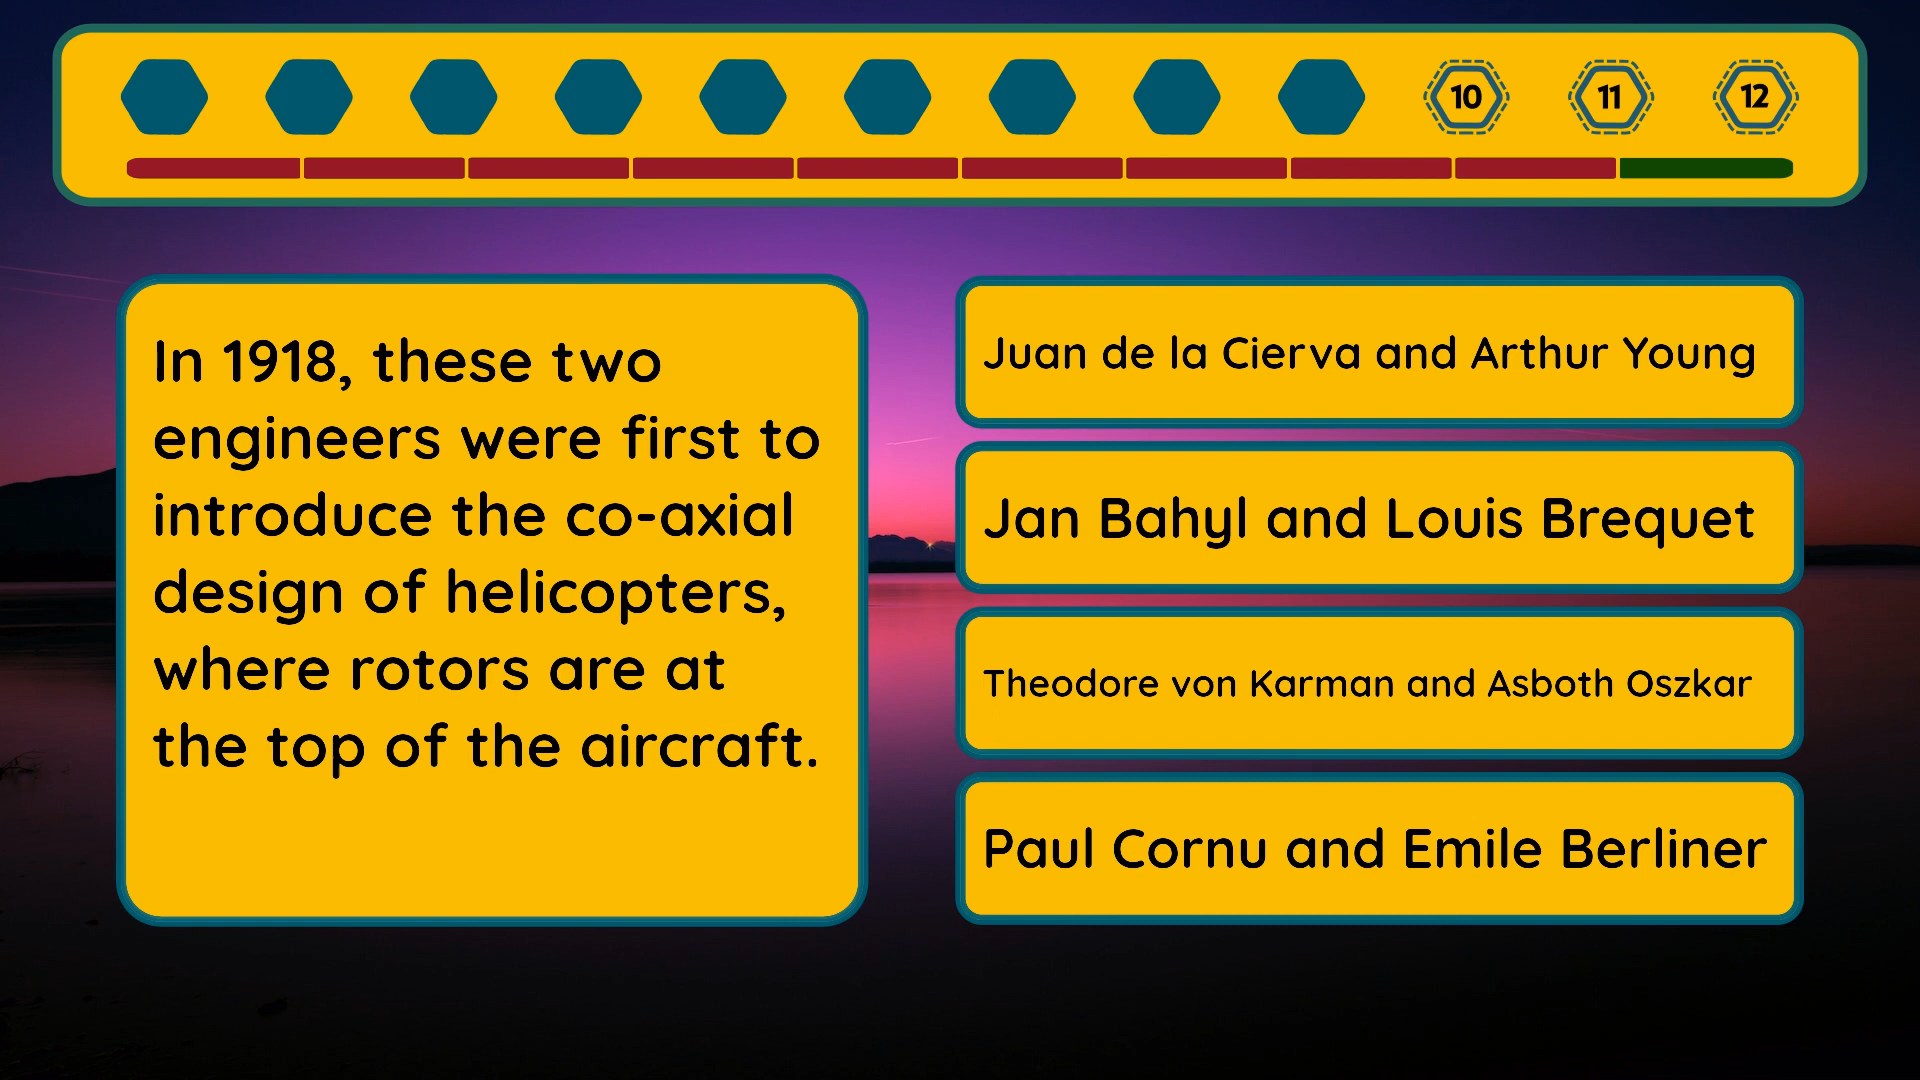 10
11
12
In 1918, these two
engineers were first to
introduce the co-axial
design of helicopters,
where rotors are at
the top of the aircraft.
Juan de la Cierva and Arthur Young
Jan Bahyl and Louis Brequet
Theodore von Karman and Asboth Oszkar
Paul Cornu and Emile Berliner